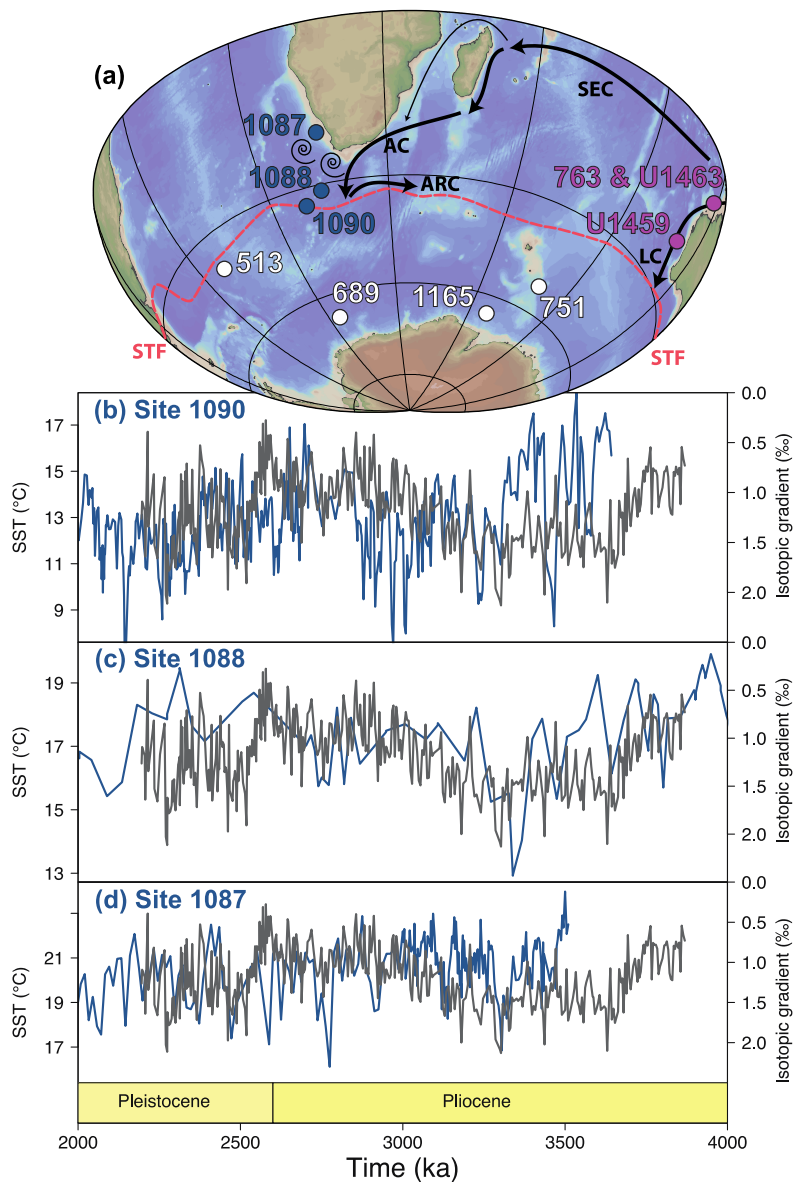 (a)
SEC
1087
AC
1088
ARC
763 & U1463
1090
U1459
LC
513
689
1165
751
STF
STF
(b) Site 1090
SST (°C)
17
15
13
11
9
0.0
0.5
1.0
1.5
2.0
Isotopic gradient (‰)
(c) Site 1088
SST (°C)
19
17
15
13
0.0
0.5
1.0
1.5
2.0
Isotopic gradient (‰)
(d) Site 1087
SST (°C)
21
19
17
0.0
0.5
1.0
1.5
2.0
Isotopic gradient (‰)
Pleistocene
Pliocene
2000
2500
3000
3500
4000
Time (ka)